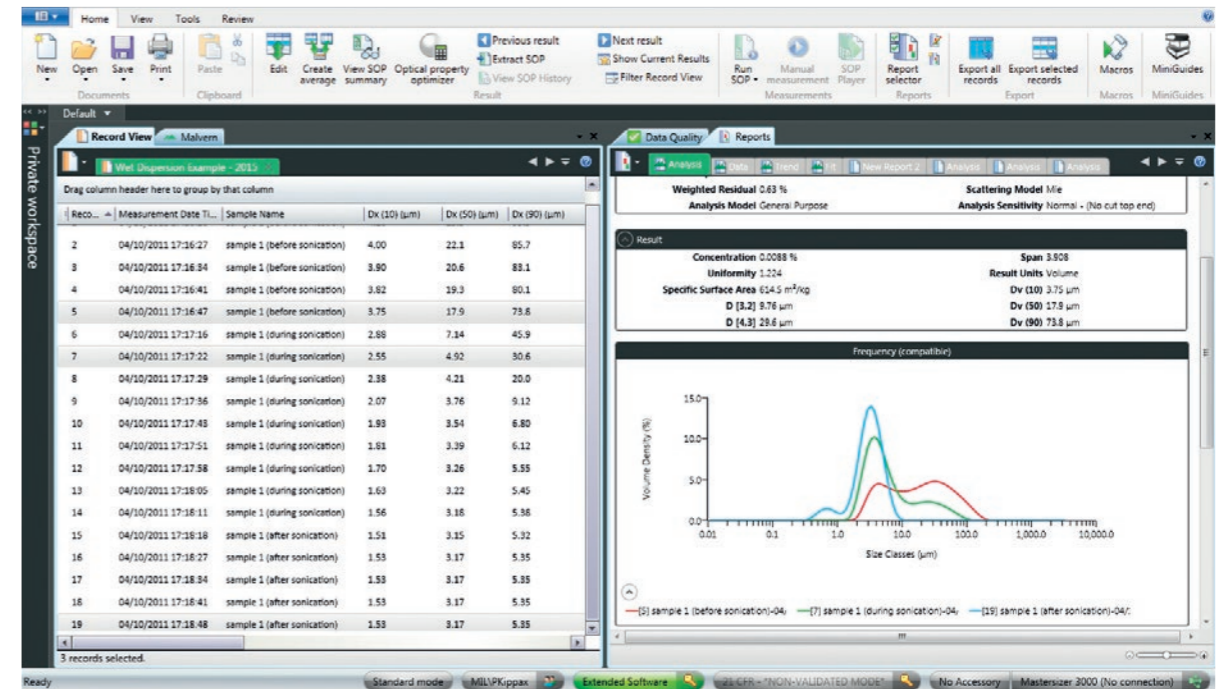 Home View Tools Review
New Open Save Print Paste Edit Create average View SOP summary Optical property optimizer
Previous result
Extract SOP
View SOP History
Next result
Show Current Results
Filter Record View
Run SOP Manual measurement SOP Player Report selector Export all records Export selected records Macros MiniGuides
Documents Clipboard Result Measurements Reports Export Macros MiniGuides
Default
Private workspace
Record View Malvern
Wet Dispersion Example - 2015
Drag column header here to group by that column
Reco... Measurement Date Ti... Sample Name Dx (10) (µm) Dx (50) (µm) Dx (90) (µm)
2 04/10/2011 17:16:27 sample 1 (before sonication) 4.00 22.1 85.7
3 04/10/2011 17:16:34 sample 1 (before sonication) 3.90 20.6 83.1
4 04/10/2011 17:16:41 sample 1 (before sonication) 3.82 19.3 80.1
5 04/10/2011 17:16:47 sample 1 (before sonication) 3.75 17.9 73.8
6 04/10/2011 17:17:16 sample 1 (during sonication) 2.88 7.14 45.9
7 04/10/2011 17:17:22 sample 1 (during sonication) 2.55 4.92 30.6
8 04/10/2011 17:17:29 sample 1 (during sonication) 2.38 4.21 20.0
9 04/10/2011 17:17:36 sample 1 (during sonication) 2.07 3.76 9.12
10 04/10/2011 17:17:43 sample 1 (during sonication) 1.93 3.54 6.80
11 04/10/2011 17:17:51 sample 1 (during sonication) 1.81 3.39 6.12
12 04/10/2011 17:17:58 sample 1 (during sonication) 1.70 3.26 5.55
13 04/10/2011 17:18:05 sample 1 (during sonication) 1.63 3.22 5.45
14 04/10/2011 17:18:11 sample 1 (during sonication) 1.56 3.18 5.38
15 04/10/2011 17:18:18 sample 1 (after sonication) 1.51 3.15 5.32
16 04/10/2011 17:18:27 sample 1 (after sonication) 1.53 3.17 5.35
17 04/10/2011 17:18:34 sample 1 (after sonication) 1.53 3.17 5.35
18 04/10/2011 17:18:41 sample 1 (after sonication) 1.53 3.17 5.35
19 04/10/2011 17:18:48 sample 1 (after sonication) 1.53 3.17 5.35
3 records selected.
Data Quality Reports
Analysis Data Trend Fit New Report 2 Analysis Analysis Analysis
Weighted Residual 0.63 % Scattering Model Mie
Analysis Model General Purpose Analysis Sensitivity Normal - (No cut top end)
Result
Concentration 0.0088 % Span 3.908
Uniformity 1.224 Result Units Volume
Specific Surface Area 614.5 m²/kg Dv (10) 3.75 µm
D [3,2] 9.76 µm Dv (50) 17.9 µm
D [4,3] 29.6 µm Dv (90) 73.8 µm
Frequency (compatible)
Volume Density (%)
15.0
10.0
5.0
0.0
0.01 0.1 1.0 10.0 100.0 1,000.0 10,000.0
Size Classes (µm)
[5] sample 1 (before sonication)-04/ [7] sample 1 (during sonication)-04/ [19] sample 1 (after sonication)-04/
Ready Standard mode MIL\PKippax Extended Software 21 CFR - "NON-VALIDATED MODE" No Accessory Mastersizer 3000 (No connection)